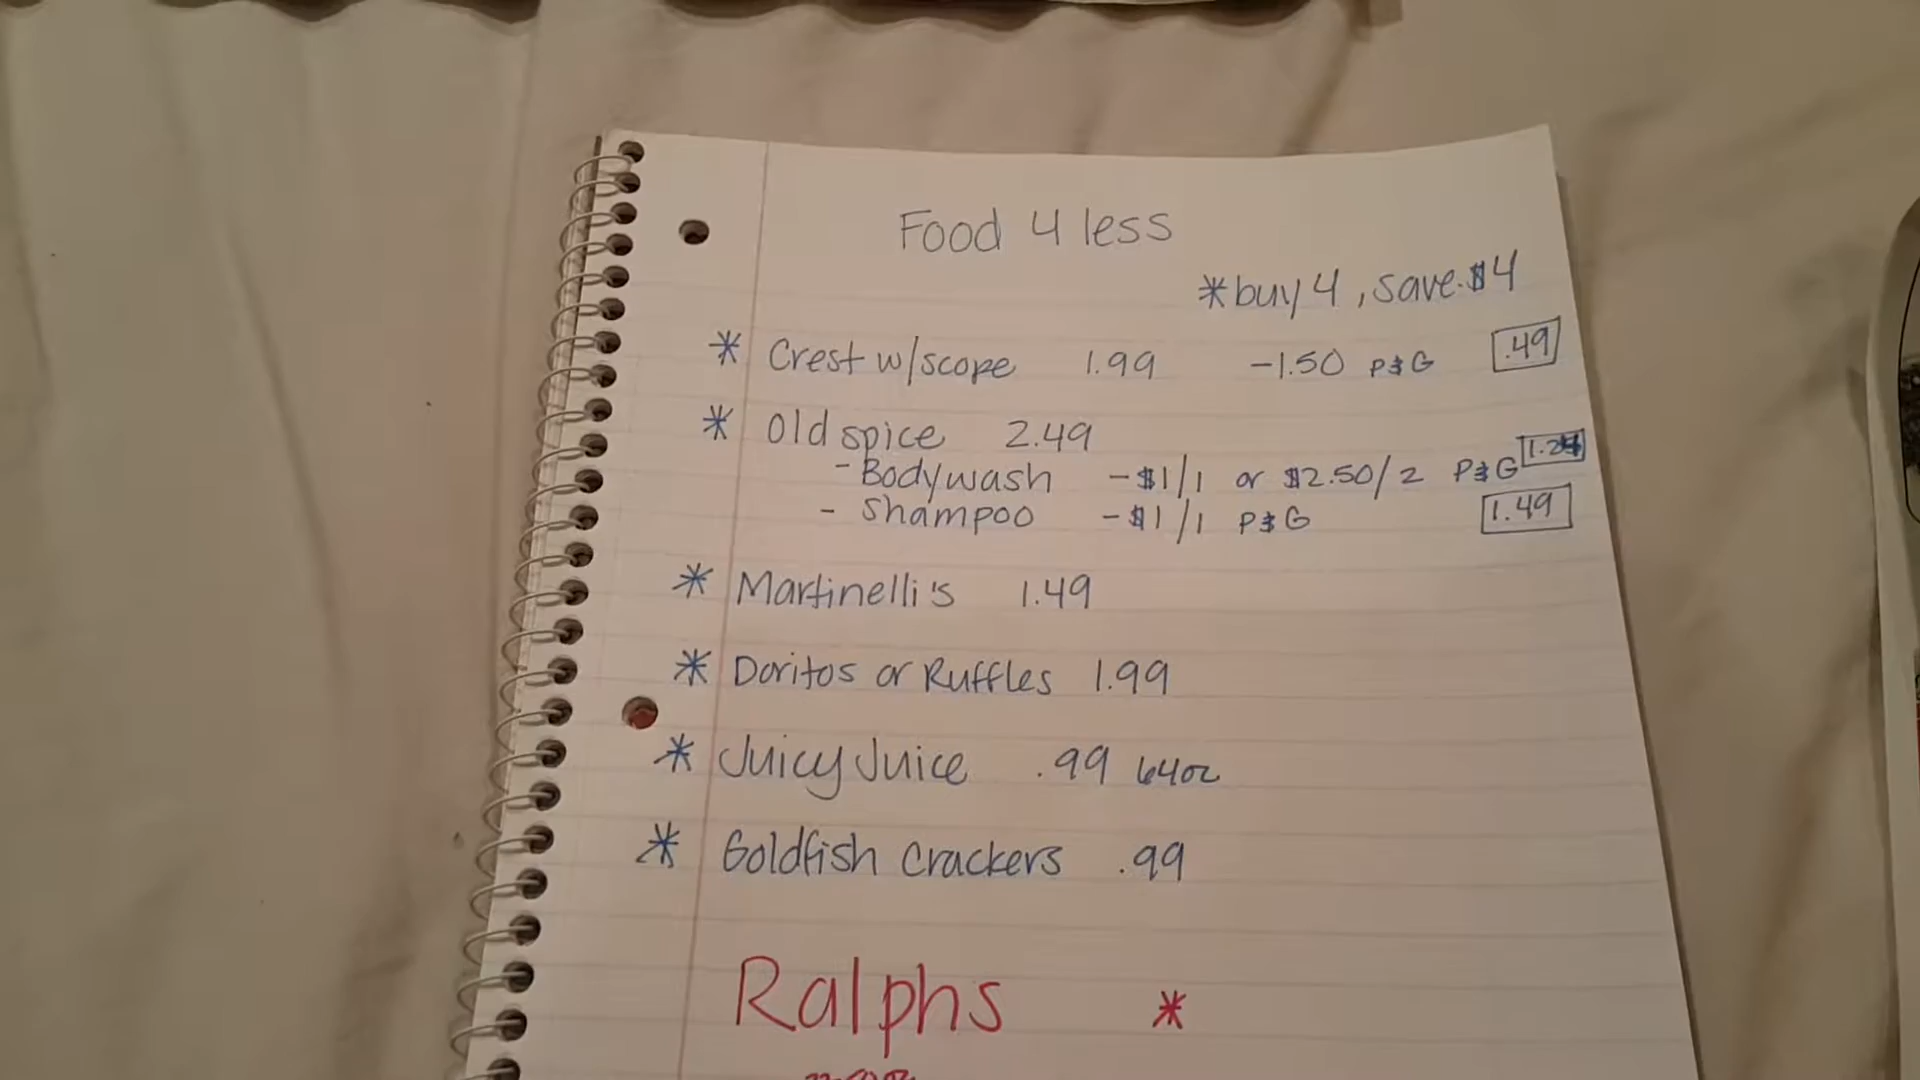 Food 4 less
*buy 4, save $4
* Crest w/scope 1.99 -1.50 P&G .49
* Old spice 2.49
- Bodywash -$1/1 or $2.50/2 P&G 1.24
- Shampoo -$1/1 P&G 1.49
* Martinelli's 1.49
* Doritos or Ruffles 1.99
* Juicy Juice .99 64oz
* Goldfish Crackers .99
Ralphs *